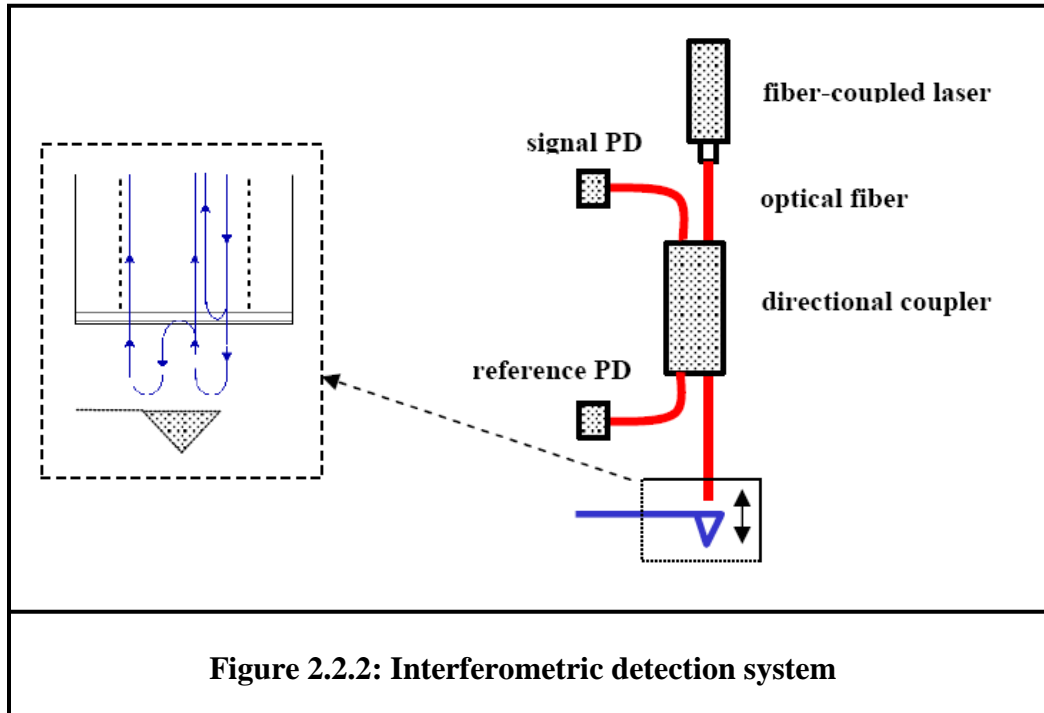 fiber-coupled laser
signal PD
optical fiber
directional coupler
reference PD
Figure 2.2.2: Interferometric detection system